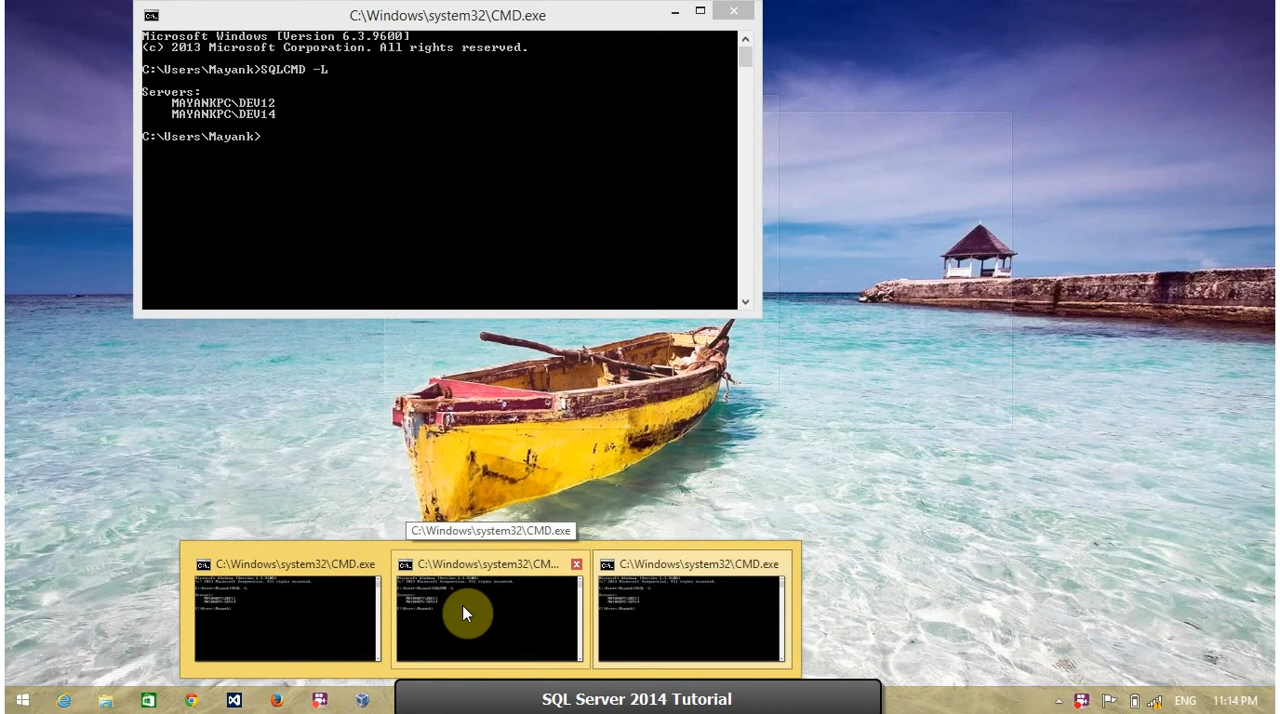 C:\Windows\system32\CMD.exe
Microsoft Windows [Version 6.3.9600]
(c) 2013 Microsoft Corporation. All rights reserved.
C:\Users\Mayank>SQLCMD -L
Servers:
MAYANKPC\DEV12
MAYANKPC\DEV14
C:\Users\Mayank>
C:\Windows\system32\CMD.exe
C:\Windows\system32\CMD.exe
C:\Windows\system32\CM...
C:\Windows\system32\CMD.exe
SQL Server 2014 Tutorial
ENG
11:14 PM